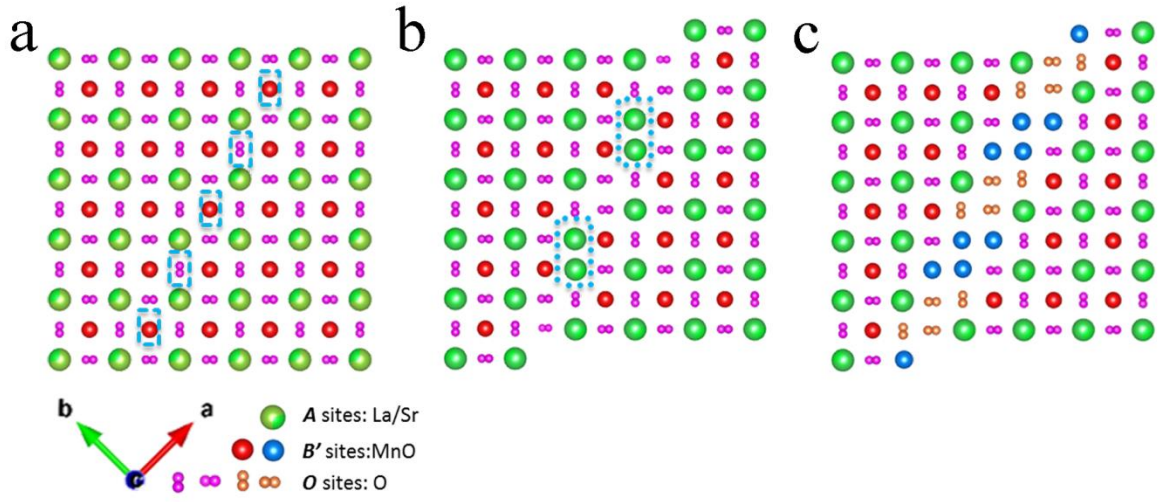 a b c
b a
c
A sites: La/Sr
B’ sites:MnO
O sites: O